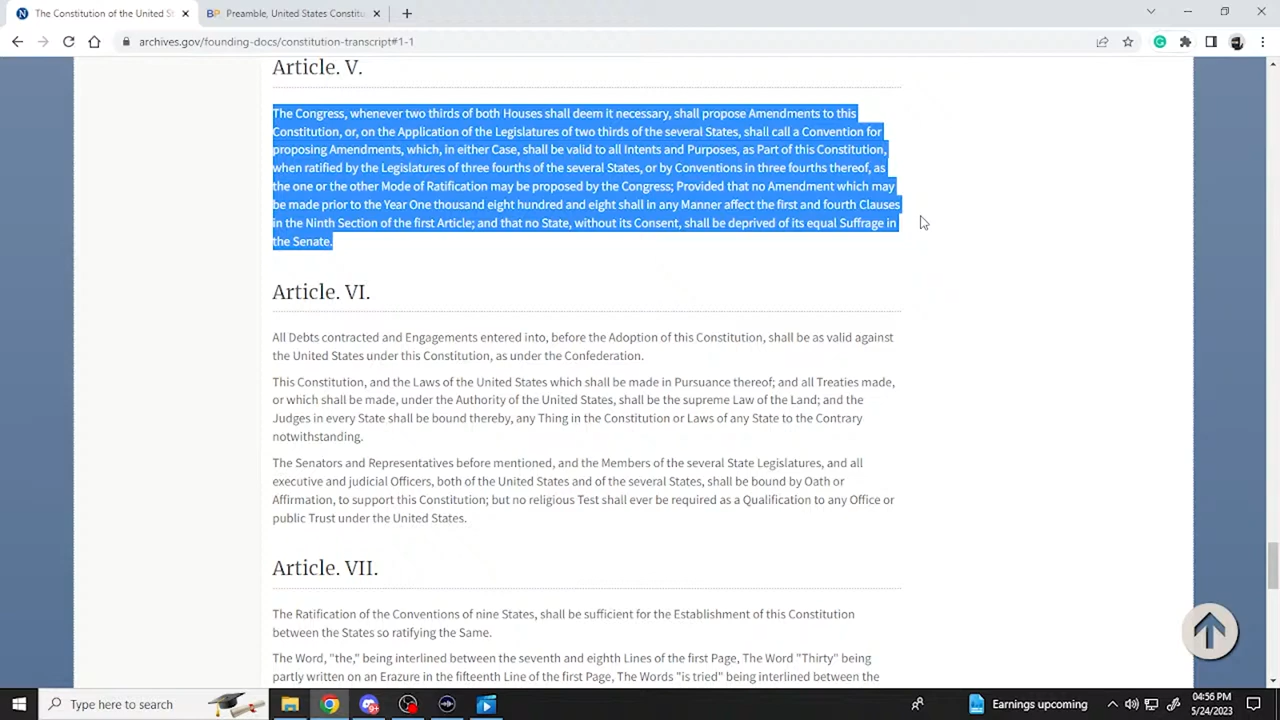 The Constitution of the United S
Preamble, United States Constitu
archives.gov/founding-docs/constitution-transcript#1-1
Article. V.
The Congress, whenever two thirds of both Houses shall deem it necessary, shall propose Amendments to this
Constitution, or, on the Application of the Legislatures of two thirds of the several States, shall call a Convention for
proposing Amendments, which, in either Case, shall be valid to all Intents and Purposes, as Part of this Constitution,
when ratified by the Legislatures of three fourths of the several States, or by Conventions in three fourths thereof, as
the one or the other Mode of Ratification may be proposed by the Congress; Provided that no Amendment which may
be made prior to the Year One thousand eight hundred and eight shall in any Manner affect the first and fourth Clauses
in the Ninth Section of the first Article; and that no State, without its Consent, shall be deprived of its equal Suffrage in
the Senate.
Article. VI.
All Debts contracted and Engagements entered into, before the Adoption of this Constitution, shall be as valid against
the United States under this Constitution, as under the Confederation.
This Constitution, and the Laws of the United States which shall be made in Pursuance thereof; and all Treaties made,
or which shall be made, under the Authority of the United States, shall be the supreme Law of the Land; and the
Judges in every State shall be bound thereby, any Thing in the Constitution or Laws of any State to the Contrary
notwithstanding.
The Senators and Representatives before mentioned, and the Members of the several State Legislatures, and all
executive and judicial Officers, both of the United States and of the several States, shall be bound by Oath or
Affirmation, to support this Constitution; but no religious Test shall ever be required as a Qualification to any Office or
public Trust under the United States.
Article. VII.
The Ratification of the Conventions of nine States, shall be sufficient for the Establishment of this Constitution
between the States so ratifying the Same.
The Word, "the," being interlined between the seventh and eighth Lines of the first Page, The Word "Thirty" being
partly written on an Erazure in the fifteenth Line of the first Page, The Words "is tried" being interlined between the
Type here to search
Earnings upcoming
04:56 PM
5/24/2023